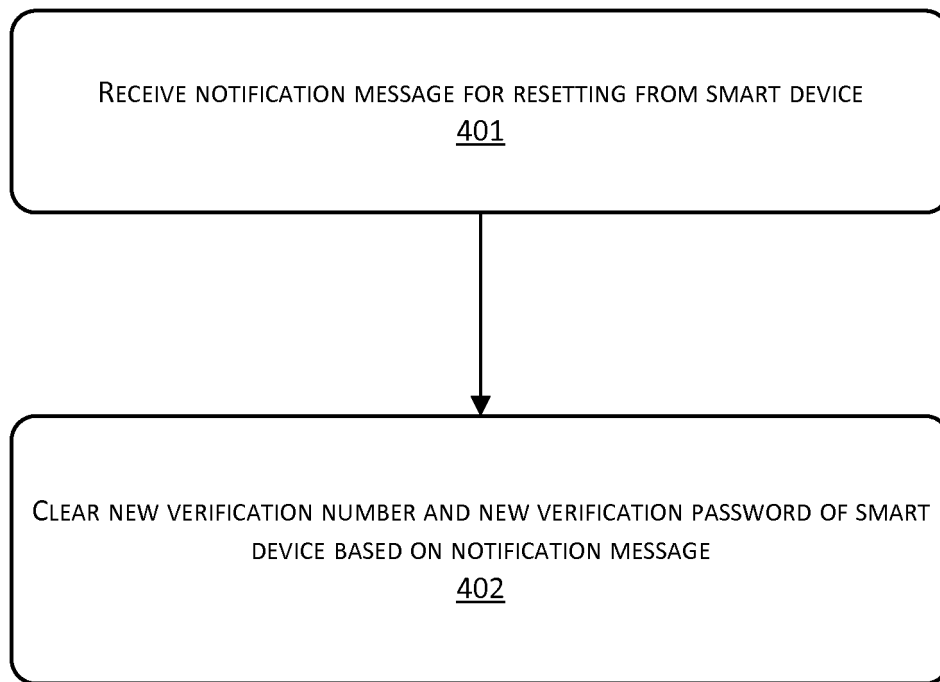 RECEIVE NOTIFICATION MESSAGE FOR RESETTING FROM SMART DEVICE
401
CLEAR NEW VERIFICATION NUMBER AND NEW VERIFICATION PASSWORD OF SMART
DEVICE BASED ON NOTIFICATION MESSAGE
402